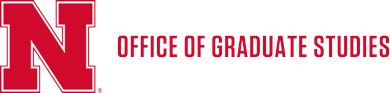 N® OFFICE OF GRADUATE STUDIES